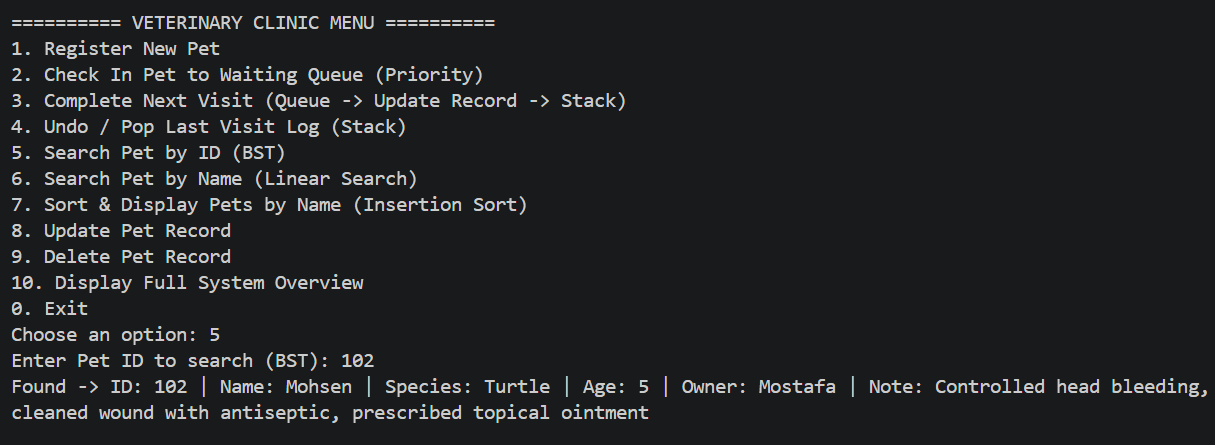 ========== VETERINARY CLINIC MENU ==========
1. Register New Pet
2. Check In Pet to Waiting Queue (Priority)
3. Complete Next Visit (Queue -> Update Record -> Stack)
4. Undo / Pop Last Visit Log (Stack)
5. Search Pet by ID (BST)
6. Search Pet by Name (Linear Search)
7. Sort & Display Pets by Name (Insertion Sort)
8. Update Pet Record
9. Delete Pet Record
10. Display Full System Overview
0. Exit
Choose an option: 5
Enter Pet ID to search (BST): 102
Found -> ID: 102 | Name: Mohsen | Species: Turtle | Age: 5 | Owner: Mostafa | Note: Controlled head bleeding,
cleaned wound with antiseptic, prescribed topical ointment